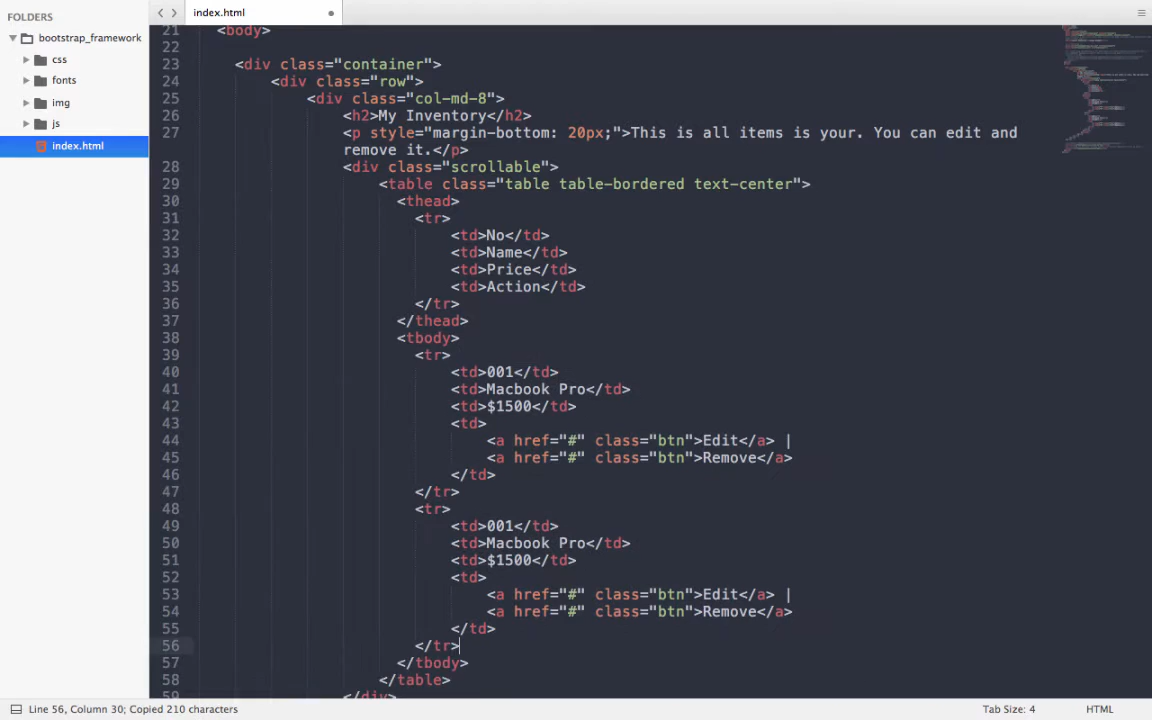 FOLDERS
bootstrap_framework
css
fonts
img
js
index.html
index.html
21 <body>
22
23 <div class="container">
24 <div class="row">
25 <div class="col-md-8">
26 <h2>My Inventory</h2>
27 <p style="margin-bottom: 20px;">This is all items is your. You can edit and
remove it.</p>
28 <div class="scrollable">
29 <table class="table table-bordered text-center">
30 <thead>
31 <tr>
32 <td>No</td>
33 <td>Name</td>
34 <td>Price</td>
35 <td>Action</td>
36 </tr>
37 </thead>
38 <tbody>
39 <tr>
40 <td>001</td>
41 <td>Macbook Pro</td>
42 <td>$1500</td>
43 <td>
44 <a href="#" class="btn">Edit</a> |
45 <a href="#" class="btn">Remove</a>
46 </td>
47 </tr>
48 <tr>
49 <td>001</td>
50 <td>Macbook Pro</td>
51 <td>$1500</td>
52 <td>
53 <a href="#" class="btn">Edit</a> |
54 <a href="#" class="btn">Remove</a>
55 </td>
56 </tr>
57 </tbody>
58 </table>
59 </div>
Line 56, Column 30; Copied 210 characters
Tab Size: 4
HTML